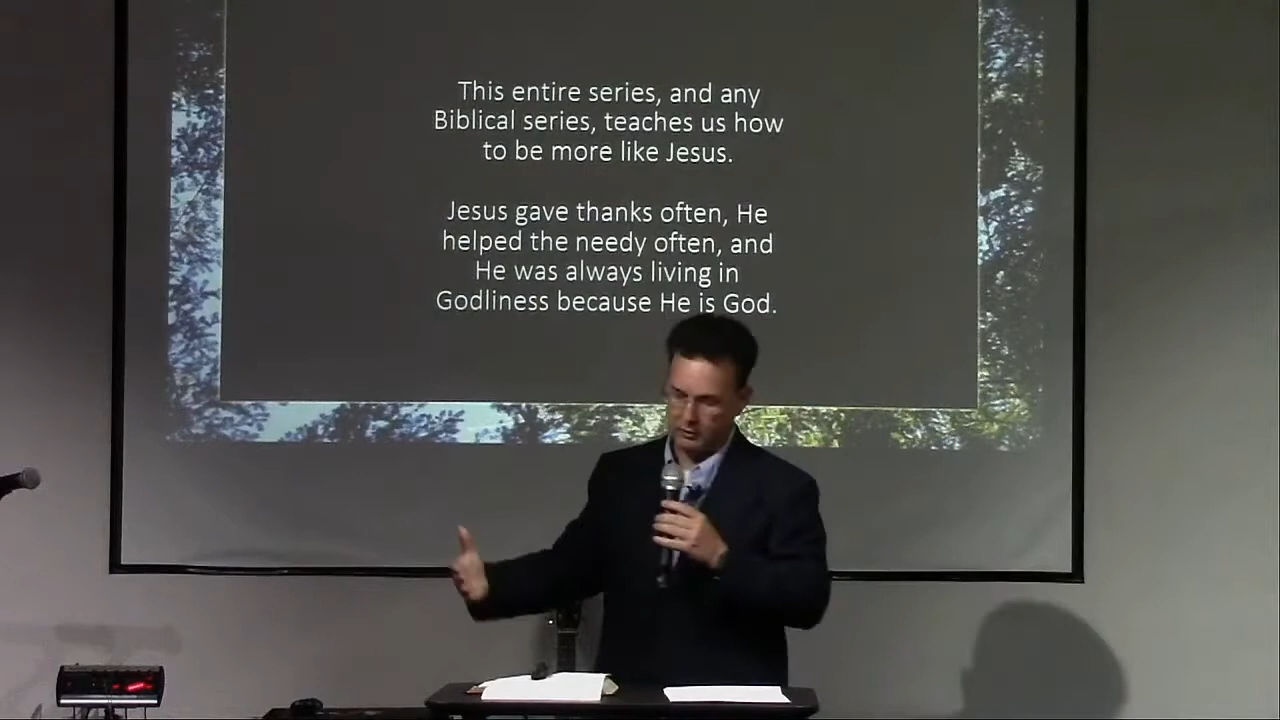 This entire series, and any
Biblical series, teaches us how
to be more like Jesus.
Jesus gave thanks often, He
helped the needy often, and
He was always living in
Godliness because He is God.